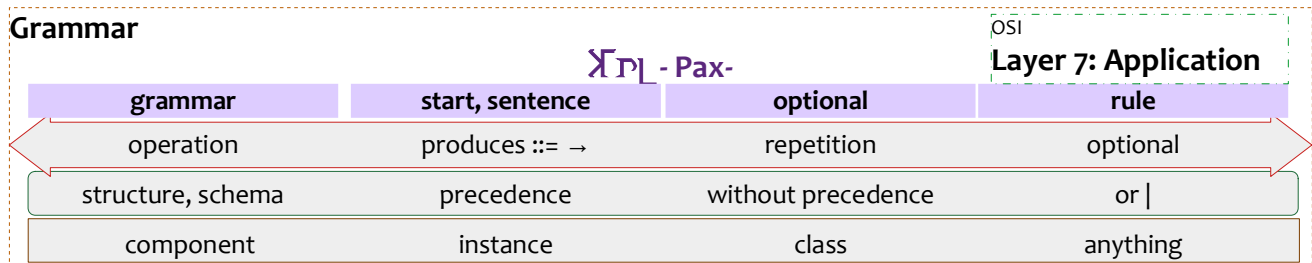 Grammar
OSI
Layer 7: Application
- Pax-
grammar start, sentence optional rule
operation produces ::= → repetition optional
structure, schema precedence without precedence or |
component instance class anything